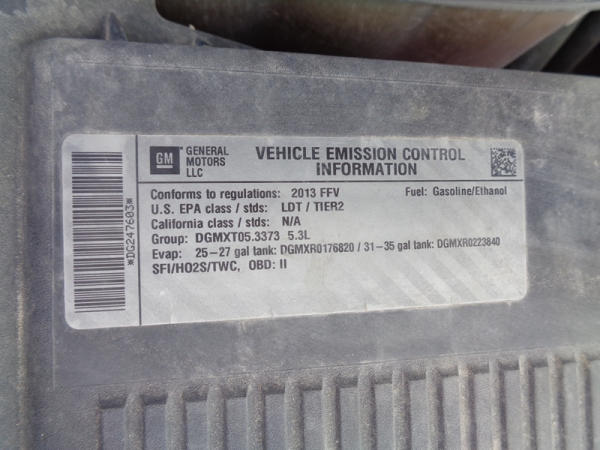 GM
GENERAL MOTORS LLC
VEHICLE EMISSION CONTROL
INFORMATION
Conforms to regulations: 2013 FFV Fuel: Gasoline/Ethanol
U.S. EPA class / stds: LDT / TIER2
California class / stds: N/A
Group: DGMXT05.3373 5.3L
Evap: 25-27 gal tank: DGMXR0176820 / 31-35 gal tank: DGMXR0223840
SFI/HO2S/TWC, OBD: II
*DG247603*